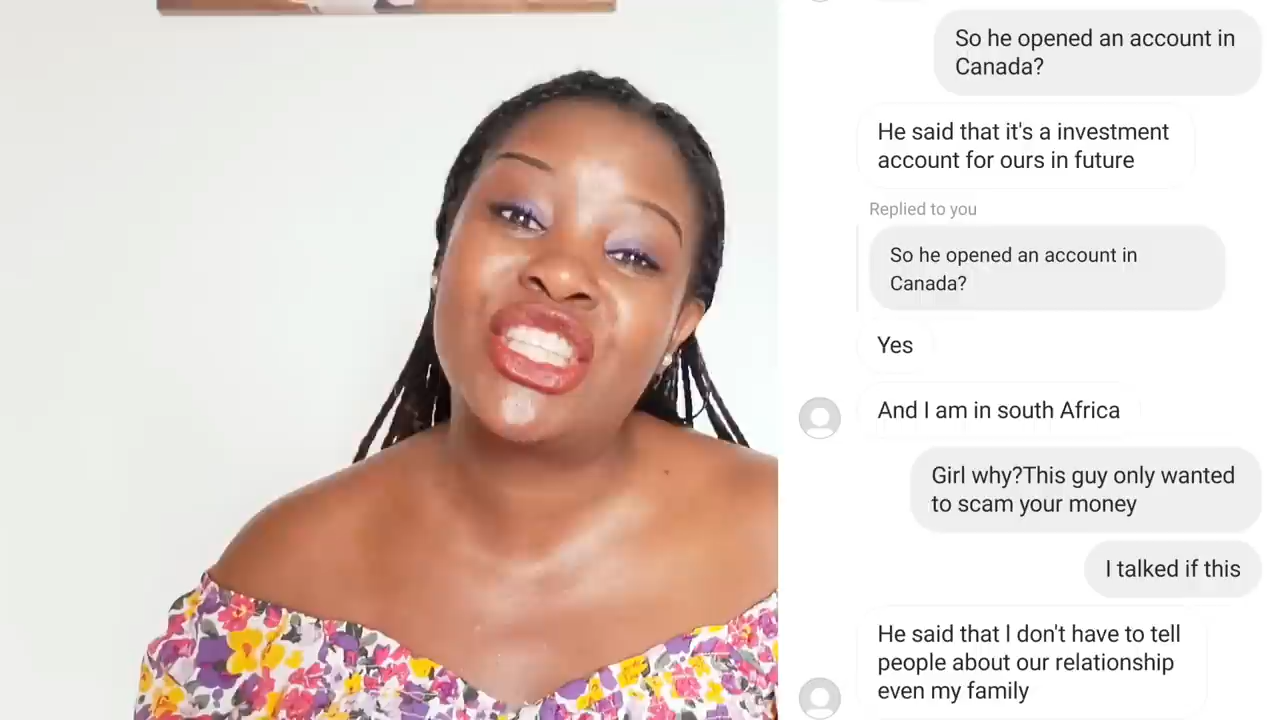 So he opened an account in
Canada?
He said that it's a investment
account for ours in future
Replied to you
So he opened an account in
Canada?
Yes
And I am in south Africa
Girl why?This guy only wanted
to scam your money
I talked if this
He said that I don't have to tell
people about our relationship
even my family